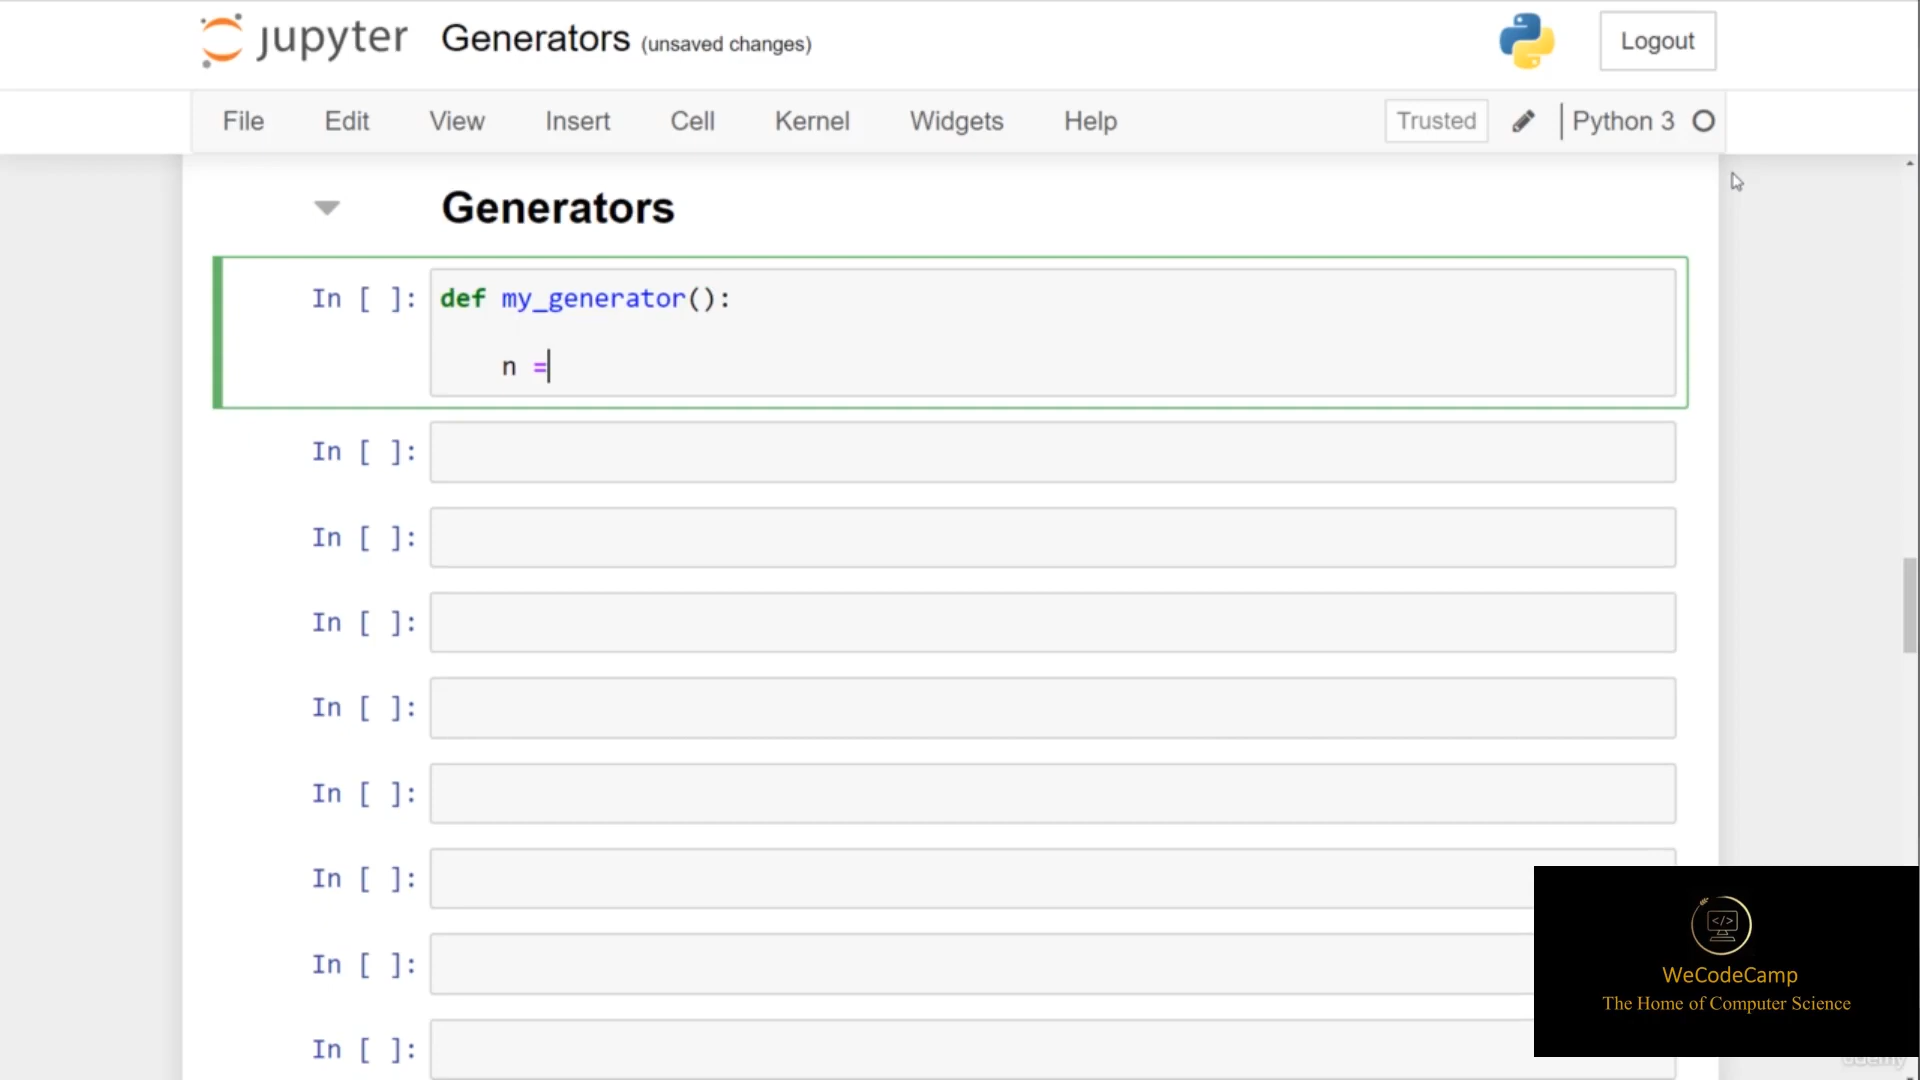 jupyter Generators (unsaved changes) Logout
File Edit View Insert Cell Kernel Widgets Help Trusted Python 3
Generators
In [ ]: def my_generator():
n =
In [ ]:
In [ ]:
In [ ]:
In [ ]:
In [ ]:
In [ ]:
In [ ]:
In [ ]:
</>
WeCodeCamp
The Home of Computer Science
udemy